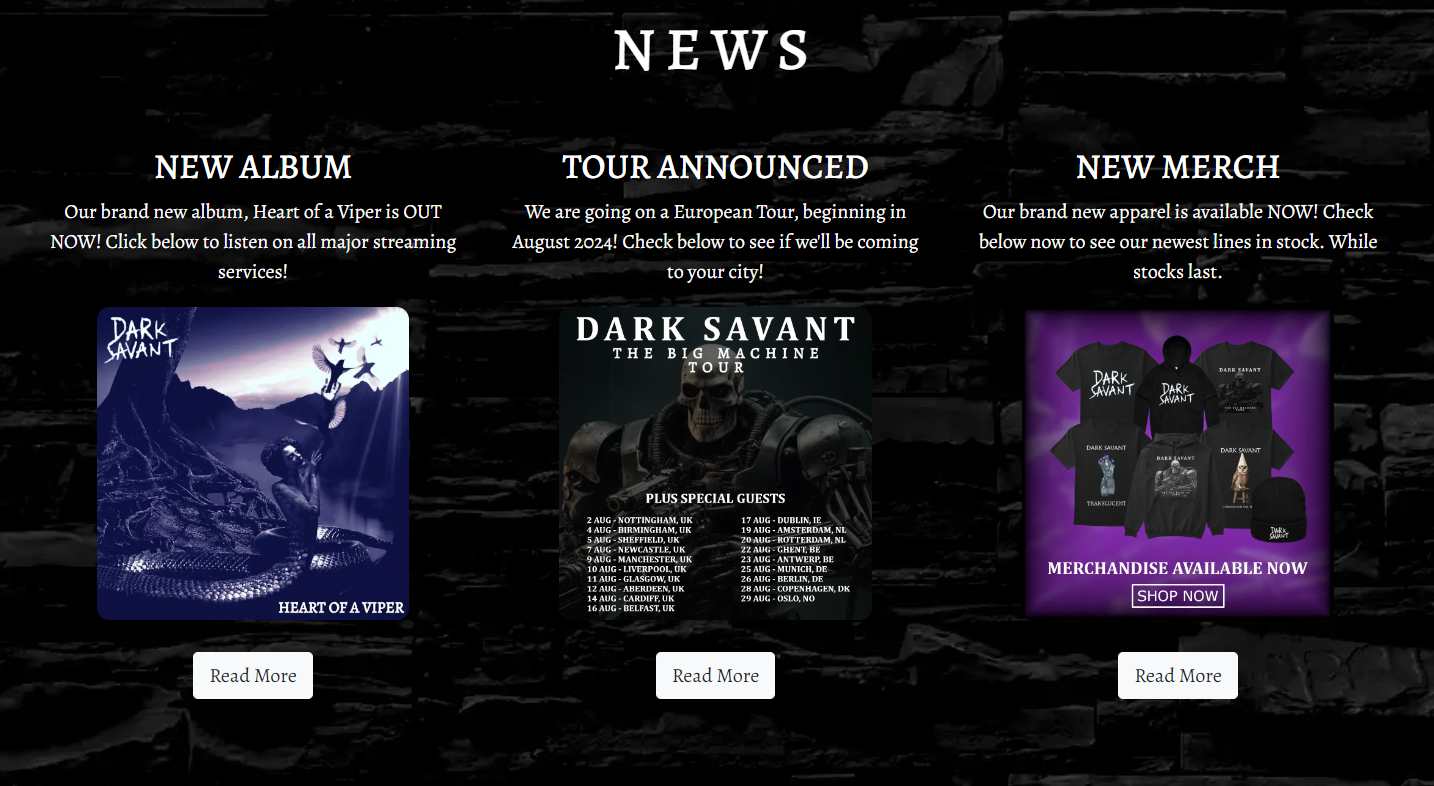 NEWS
NEW ALBUM
Our brand new album, Heart of a Viper is OUT
NOW! Click below to listen on all major streaming
services!
DARK
SAVANT
HEART OF A VIPER
Read More
TOUR ANNOUNCED
We are going on a European Tour, beginning in
August 2024! Check below to see if we'll be coming
to your city!
DARK SAVANT
THE BIG MACHINE
TOUR
PLUS SPECIAL GUESTS
2 AUG - NOTTINGHAM, UK
4 AUG - BIRMINGHAM, UK
5 AUG - SHEFFIELD, UK
7 AUG - NEWCASTLE, UK
9 AUG - MANCHESTER, UK
10 AUG - LIVERPOOL, UK
11 AUG - GLASGOW, UK
12 AUG - ABERDEEN, UK
14 AUG - CARDIFF, UK
16 AUG - BELFAST, UK
17 AUG - DUBLIN, IE
19 AUG - AMSTERDAM, NL
20 AUG - ROTTERDAM, NL
22 AUG - GHENT, BE
23 AUG - ANTWERP, BE
25 AUG - MUNICH, DE
26 AUG - BERLIN, DE
28 AUG - COPENHAGEN, DK
29 AUG - OSLO, NO
Read More
NEW MERCH
Our brand new apparel is available NOW! Check
below now to see our newest lines in stock. While
stocks last.
DARK
SAVANT
DARK
SAVANT
DARK SAVANT
DARK SAVANT
TRANSLUCENT
DARK SAVANT
DARK SAVANT
DARK
SAVANT
MERCHANDISE AVAILABLE NOW
SHOP NOW
Read More